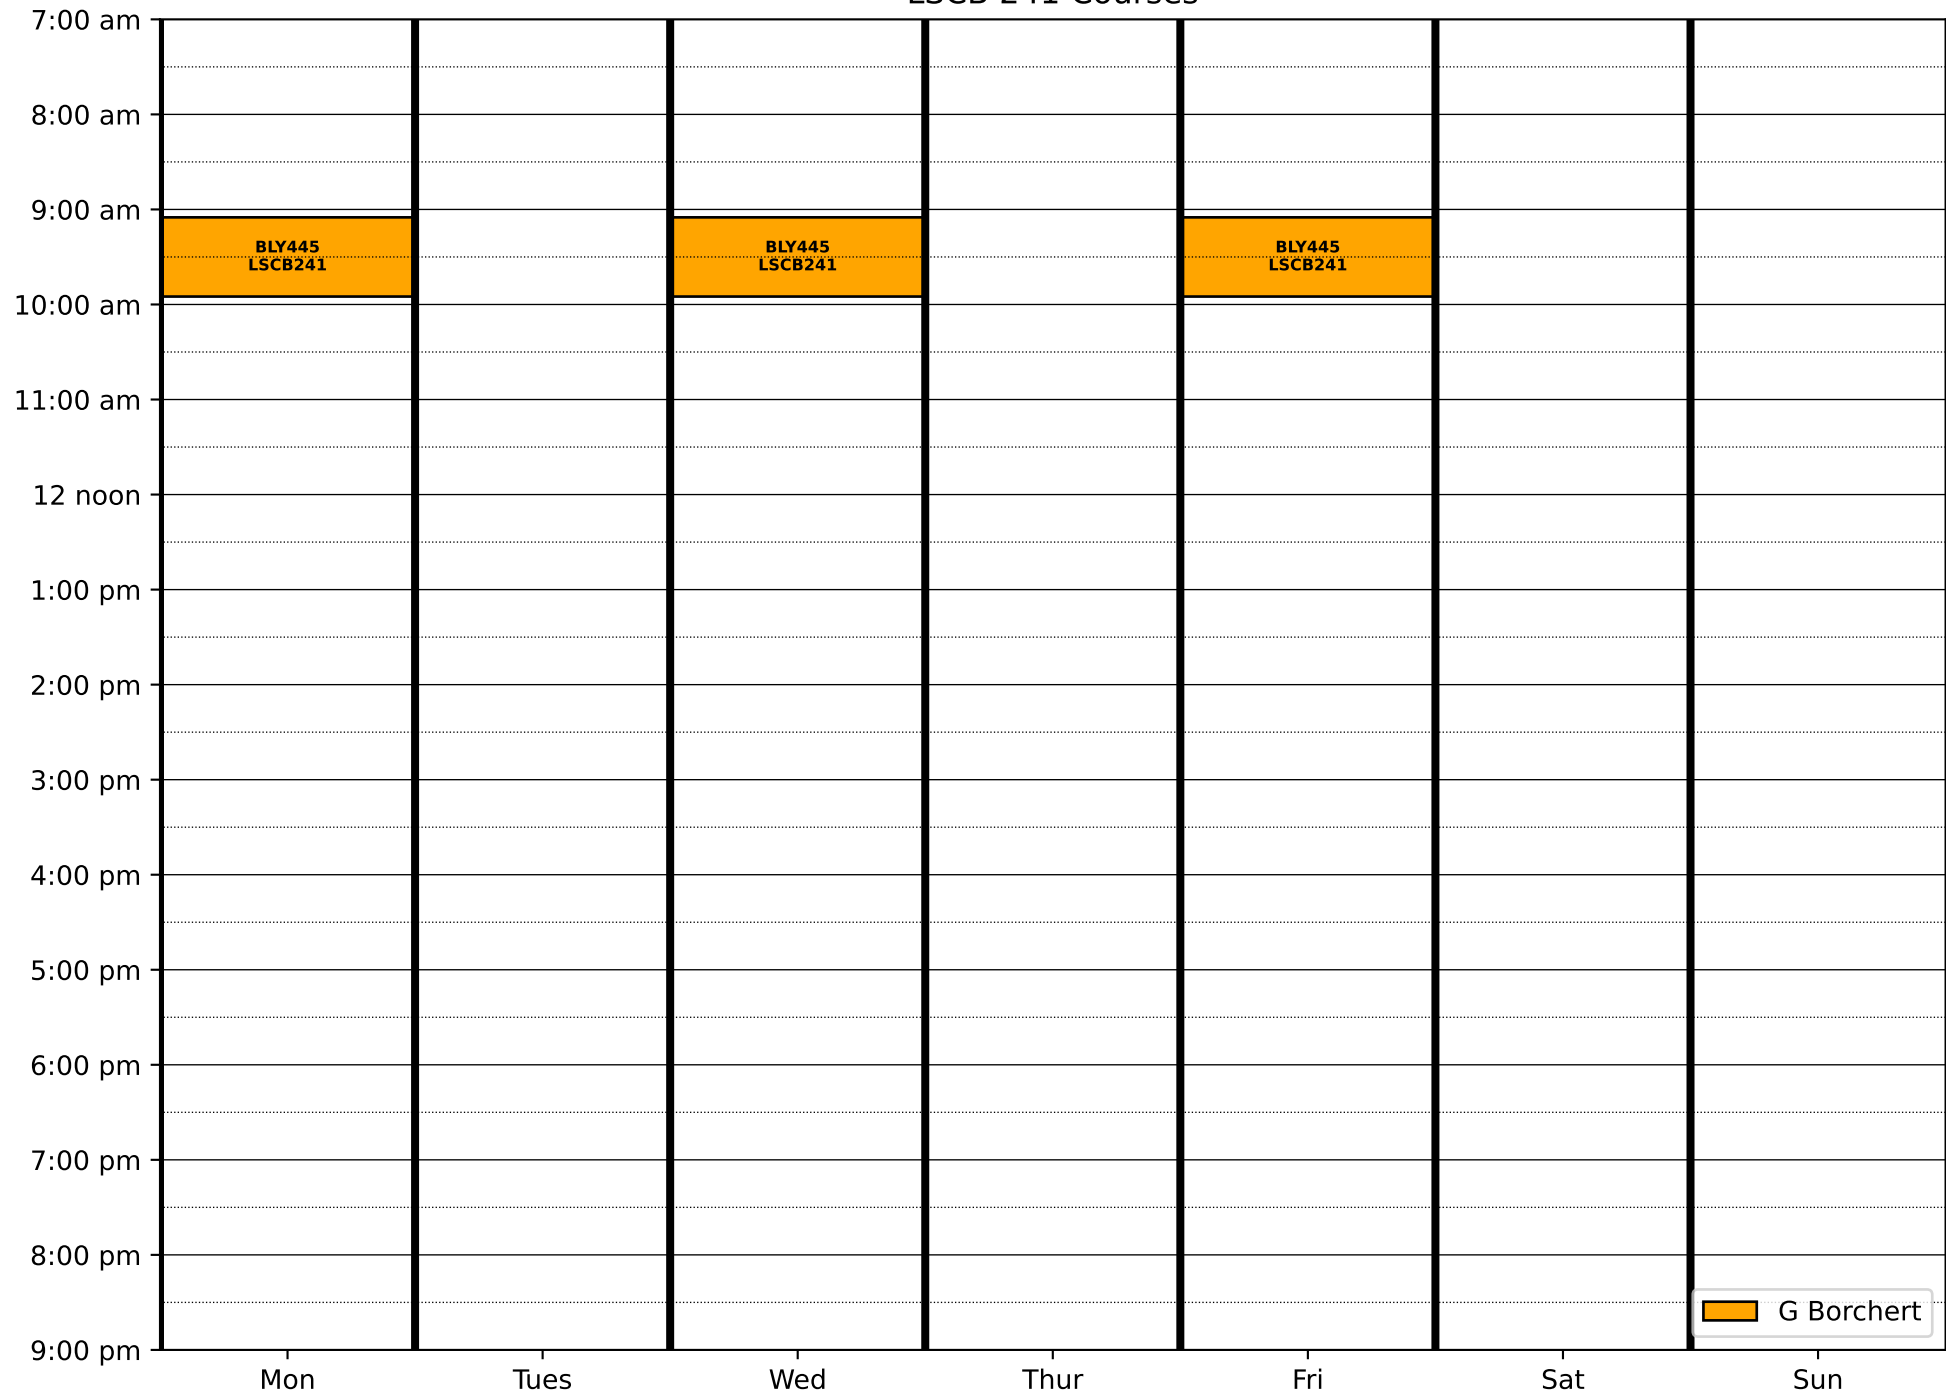 LSCB 241 Courses
7:00 am
8:00 am
9:00 am
BLY445 BLY445 BLY445
LSCB241 LSCB241 LSCB241
10:00 am
11:00 am
12 noon
1:00 pm
2:00 pm
3:00 pm
4:00 pm
5:00 pm
6:00 pm
7:00 pm
8:00 pm
G Borchert
9:00 pm
Mon Tues Wed Thur Fri Sat Sun